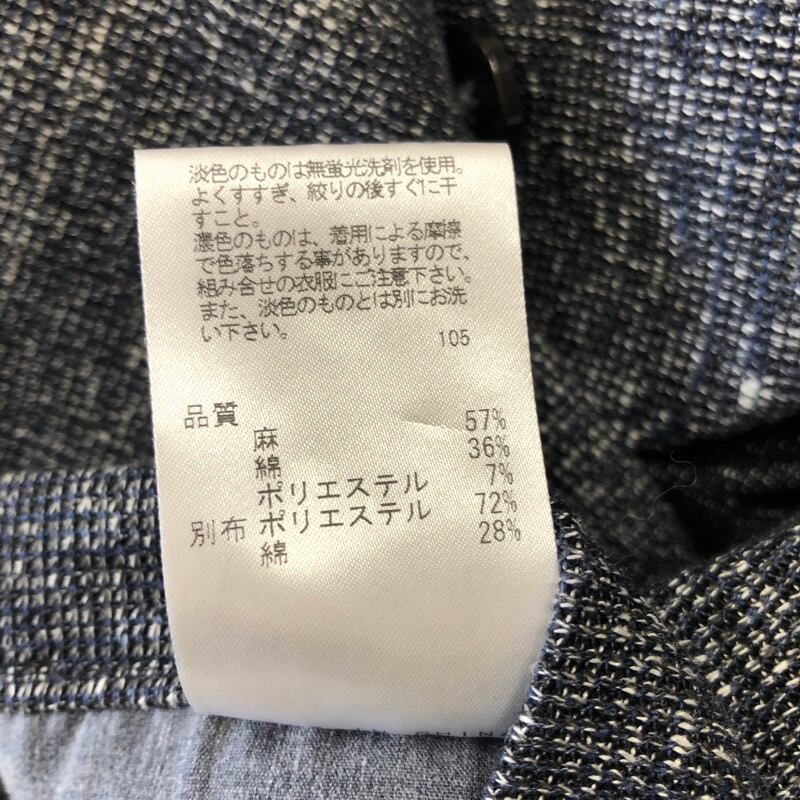 淡色のものは無蛍光洗剤を使用。
よくすすぎ、絞りの後すぐに干
すこと。
濃色のものは、着用による摩擦
で色落ちする事がありますので、
組み合せの衣服にご注意下さい。
また、淡色のものとは別にお洗
い下さい。
105
品質
麻 57%
綿 36%
ポリエステル 7%
別布 ポリエステル 72%
綿 28%